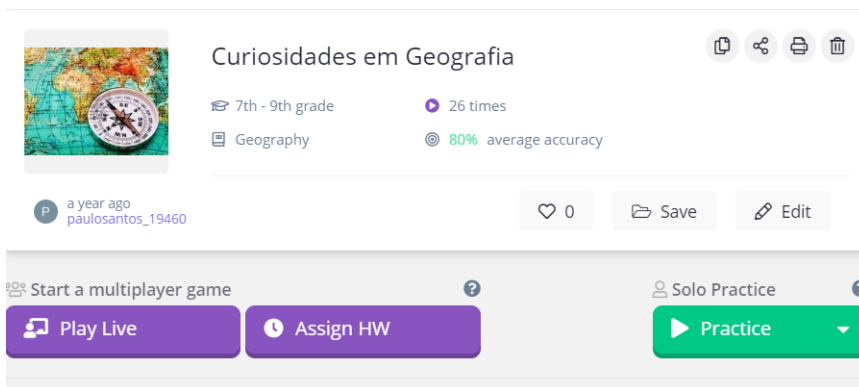 Curiosidades em Geografia
7th - 9th grade
26 times
Geography
80% average accuracy
P
a year ago
paulosantos_19460
0
Save
Edit
Start a multiplayer game
?
Solo Practice
Play Live
Assign HW
Practice